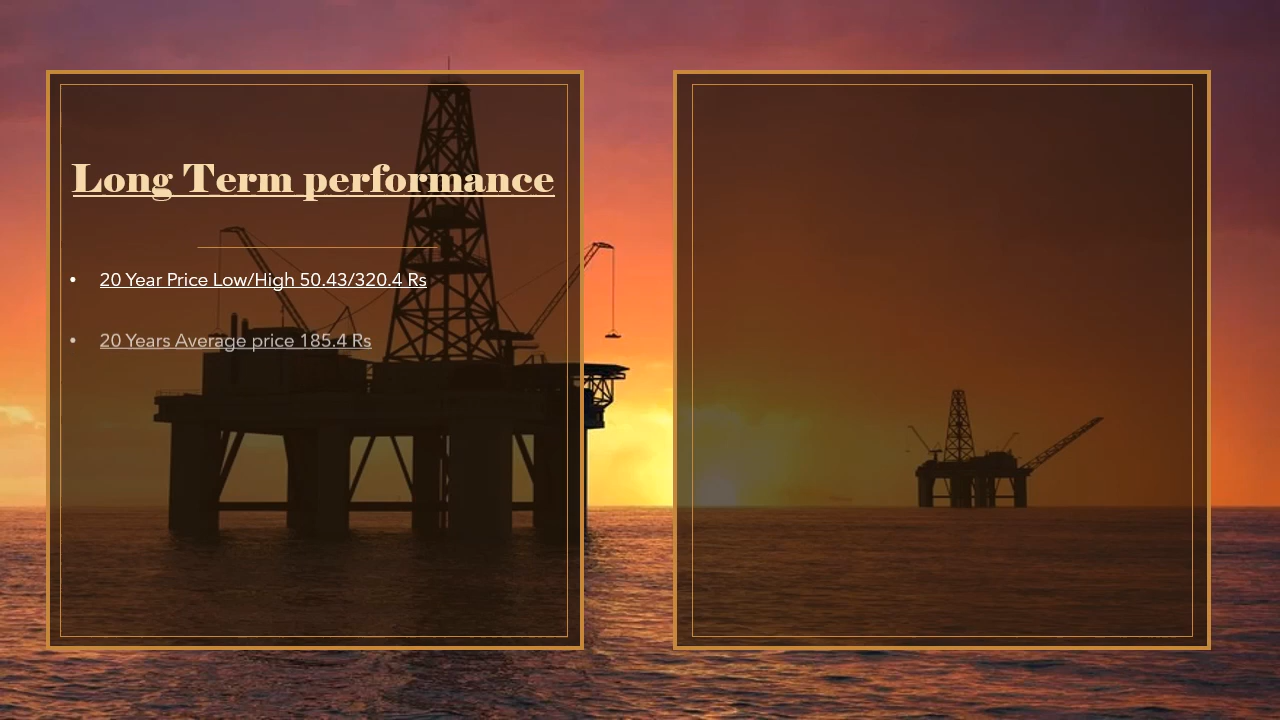 Long Term performance
• 20 Year Price Low/High 50.43/320.4 Rs
• 20 Years Average price 185.4 Rs